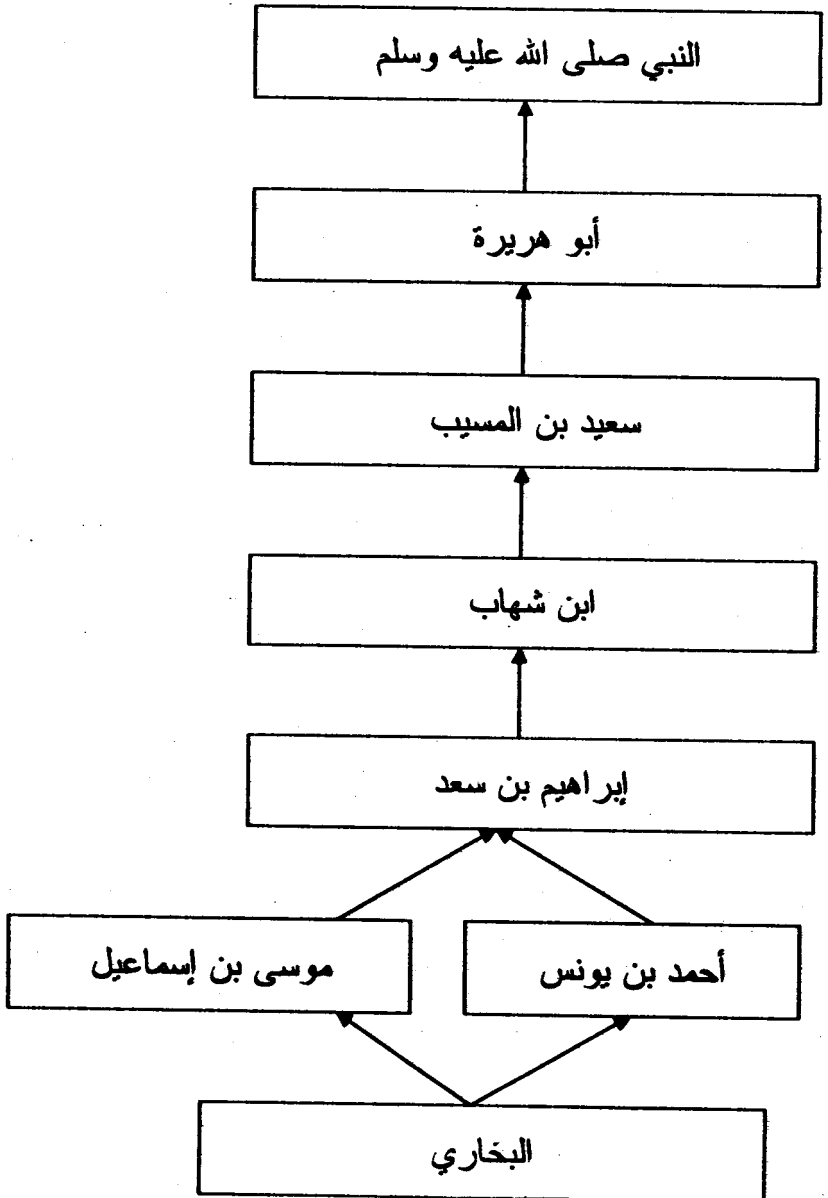 النبي صلى الله عليه وسلم
أبو هريرة
سعيد بن المسيب
ابن شهاب
إبراهيم بن سعد
أحمد بن يونس
موسى بن إسماعيل
البخاري